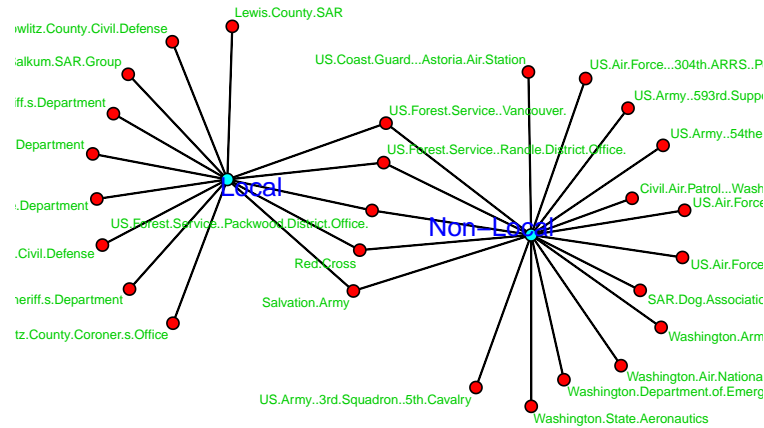 Lewis.County.SAR
wlitz.County.Civil.Defense
US.Coast.Guard...Astoria.Air.Station
alkum.SAR.Group
US.Air.Force...304th.ARRS..P
US.Army..593rd.Suppo
iff.s.Department
US.Forest.Service..Vancouver.
US.Army..54the
Department
US.Forest.Service..Randle.District.Office.
Local
Civil.Air.Patrol...Wash
US.Air.Force
.Department
US.Forest.Service..Packwood.District.Office.
Non-Local
.Civil.Defense
Red.Cross
US.Air.Force
heriff.s.Department
Salvation.Army
SAR.Dog.Associatio
tz.County.Coroner.s.Office
Washington.Arm
Washington.Air.Nationa
US.Army..3rd.Squadron..5th.Cavalry
Washington.Department.of.Emerg
Washington.State.Aeronautics